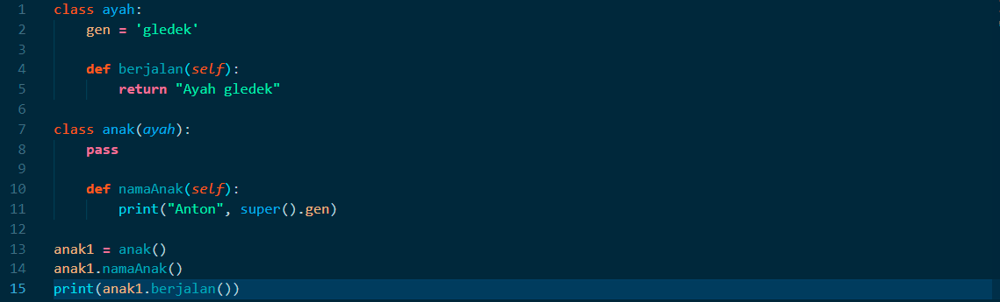 1 class ayah:
2     gen = 'gledek'
3
4     def berjalan(self):
5         return "Ayah gledek"
6
7 class anak(ayah):
8     pass
9
10     def namaAnak(self):
11         print("Anton", super().gen)
12
13 anak1 = anak()
14 anak1.namaAnak()
15 print(anak1.berjalan())